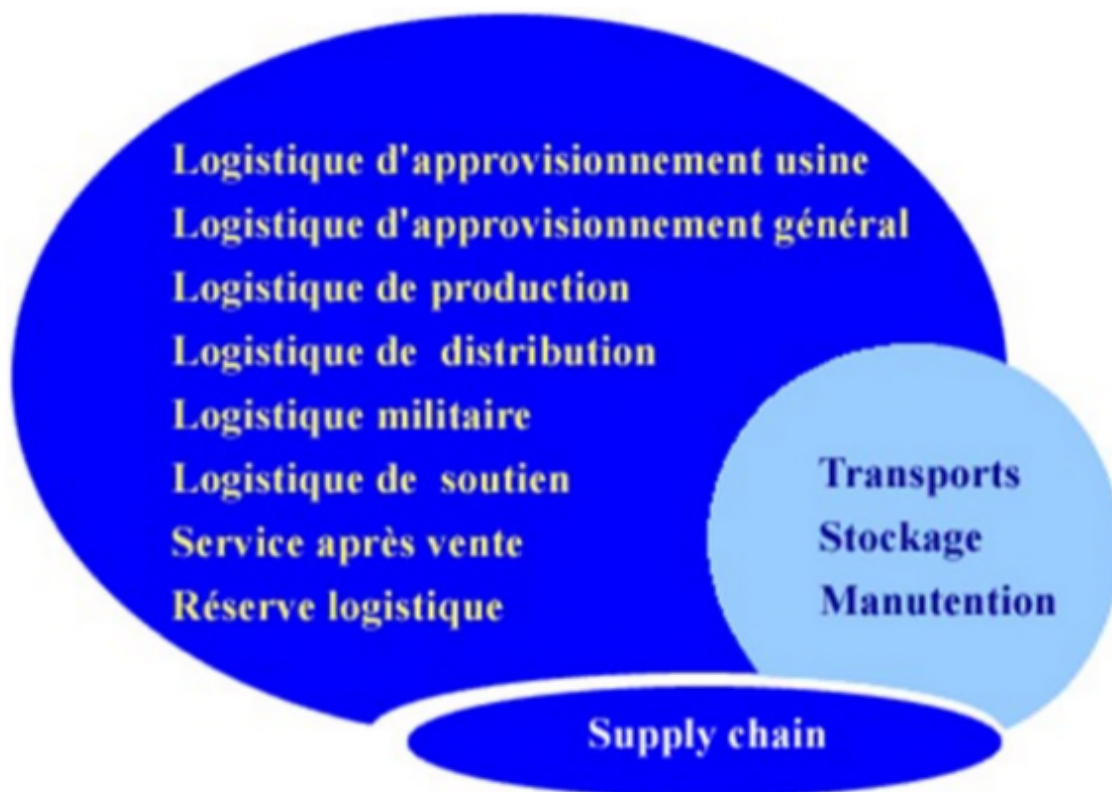 Logistique d'approvisionnement usine
Logistique d'approvisionnement général
Logistique de production
Logistique de distribution
Logistique militaire
Logistique de soutien
Service après vente
Réserve logistique
Transports
Stockage
Manutention
Supply chain